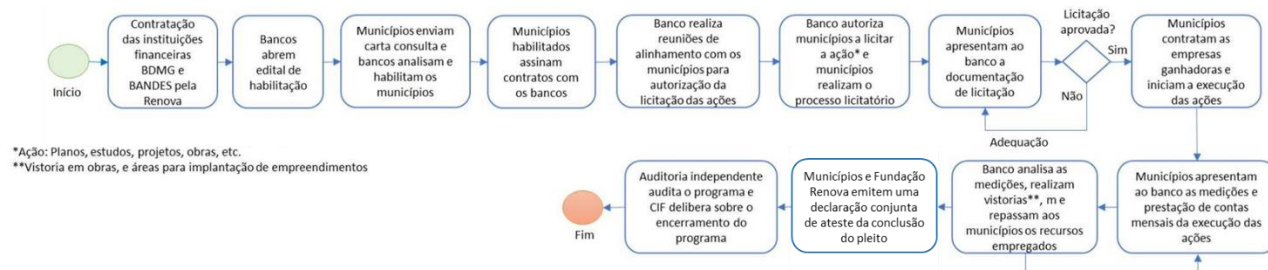 Contratação
das instituições
financeiras
BDMG e
BANDES pela
Renova
Bancos
abrem
edital de
habilitação
Municípios enviam
carta consulta e
bancos analisam e
habilitam os
municípios
Municípios
habilitados
assinam
contratos com
os bancos
Banco realiza
reuniões de
alinhamento com os
municípios para
autorização da
licitação das ações
Banco autoriza
municípios a licitar
a ação* e
municípios
realizam o
processo licitatório
Municípios
apresentam ao
banco a
documentação
de licitação
Licitação
aprovada?
Sim
Não
Adequação
Municípios
contratam as
empresas
ganhadoras e
iniciam a execução
das ações
Início
*Ação: Planos, estudos, projetos, obras, etc.
**Vistoria em obras, e áreas para implantação de empreendimentos
Municípios apresentam
ao banco as medições e
prestação de contas
mensais da execução das
ações
Banco analisa as
medições, realizam
vistorias**, m e
repassam aos
municípios os recursos
empregados
Municípios e Fundação
Renova emitem uma
declaração conjunta
de ateste da conclusão
do pleito
Auditoria independente
audita o programa e
CIF delibera sobre o
encerramento do
programa
Fim